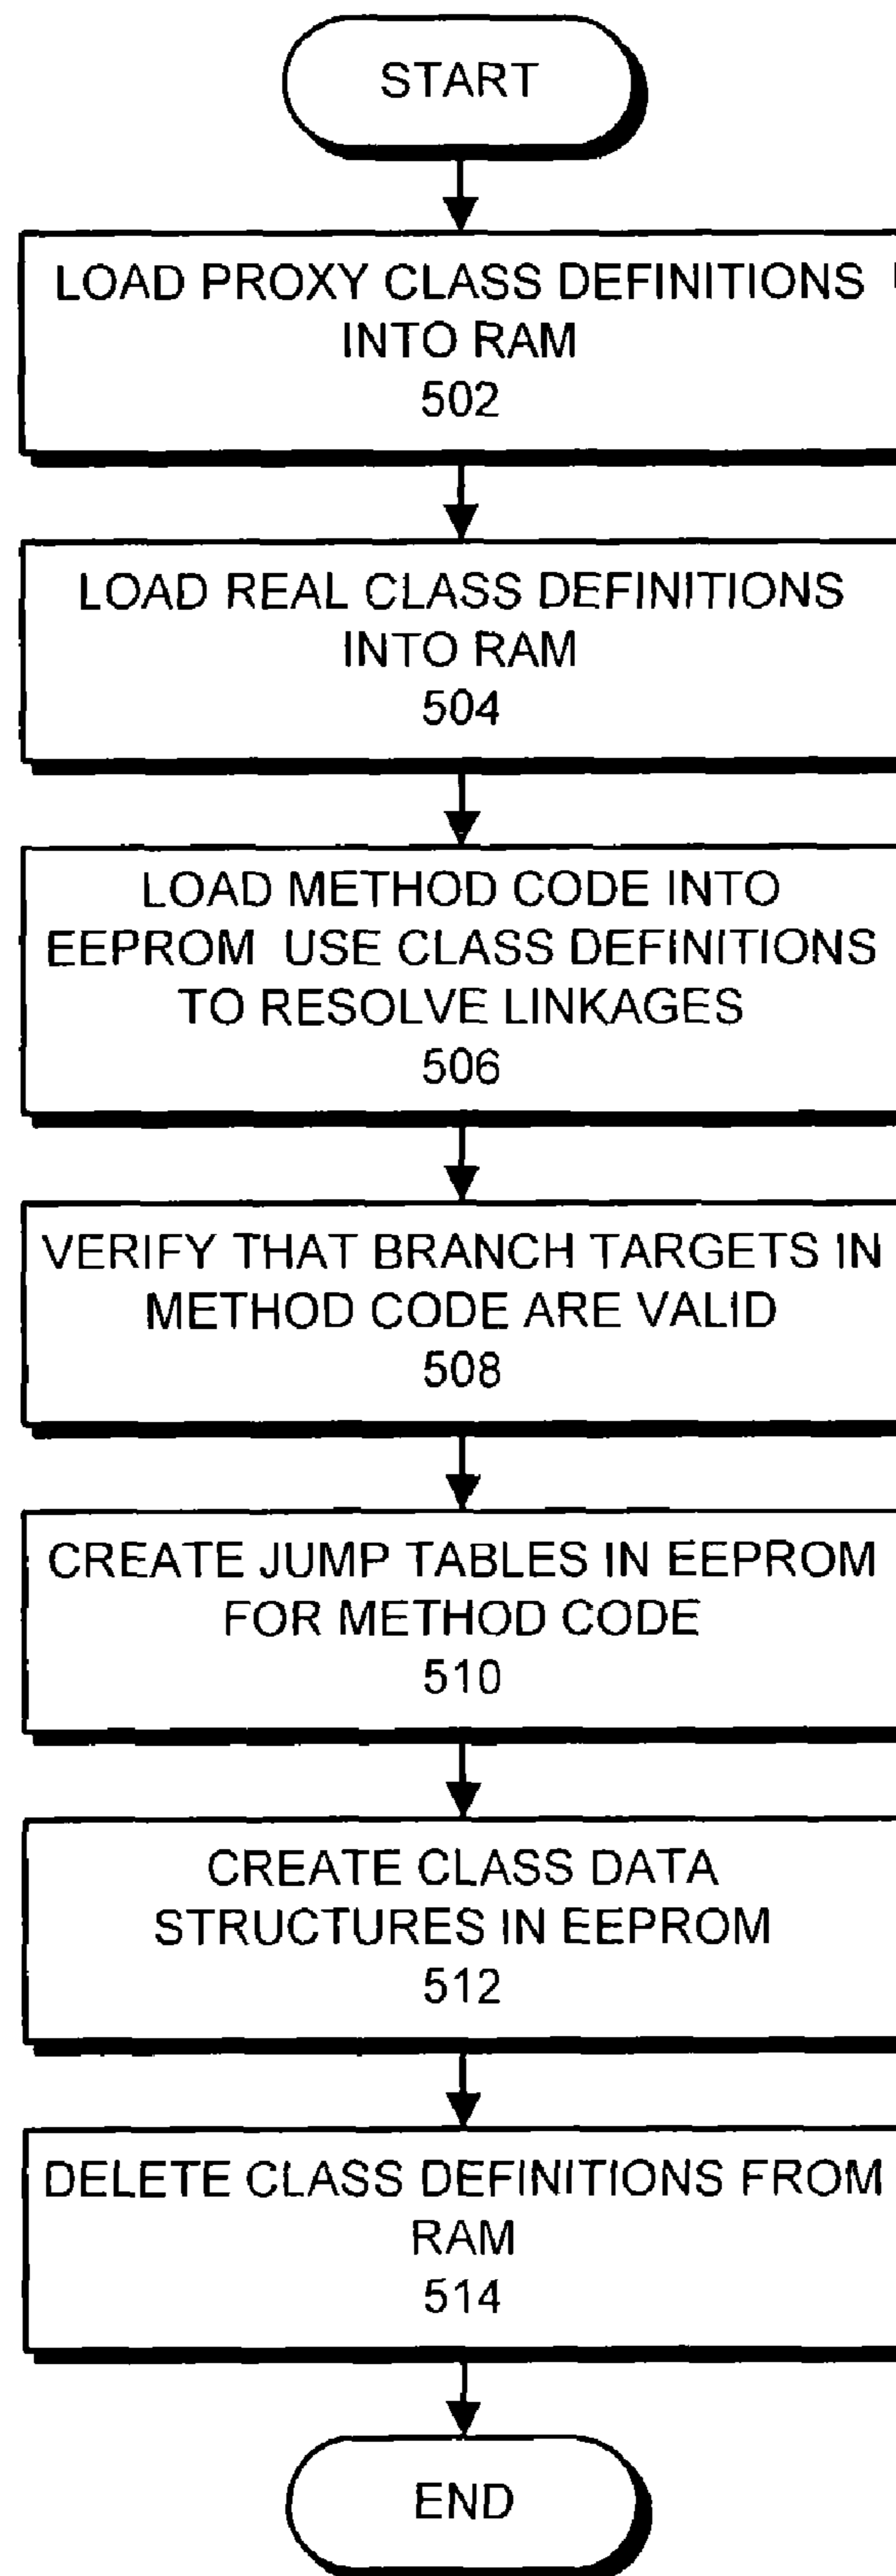 START
LOAD PROXY CLASS DEFINITIONS
INTO RAM
502
LOAD REAL CLASS DEFINITIONS
INTO RAM
504
LOAD METHOD CODE INTO
EEPROM USE CLASS DEFINITIONS
TO RESOLVE LINKAGES
506
VERIFY THAT BRANCH TARGETS IN
METHOD CODE ARE VALID
508
CREATE JUMP TABLES IN EEPROM
FOR METHOD CODE
510
CREATE CLASS DATA
STRUCTURES IN EEPROM
512
DELETE CLASS DEFINITIONS FROM
RAM
514
END